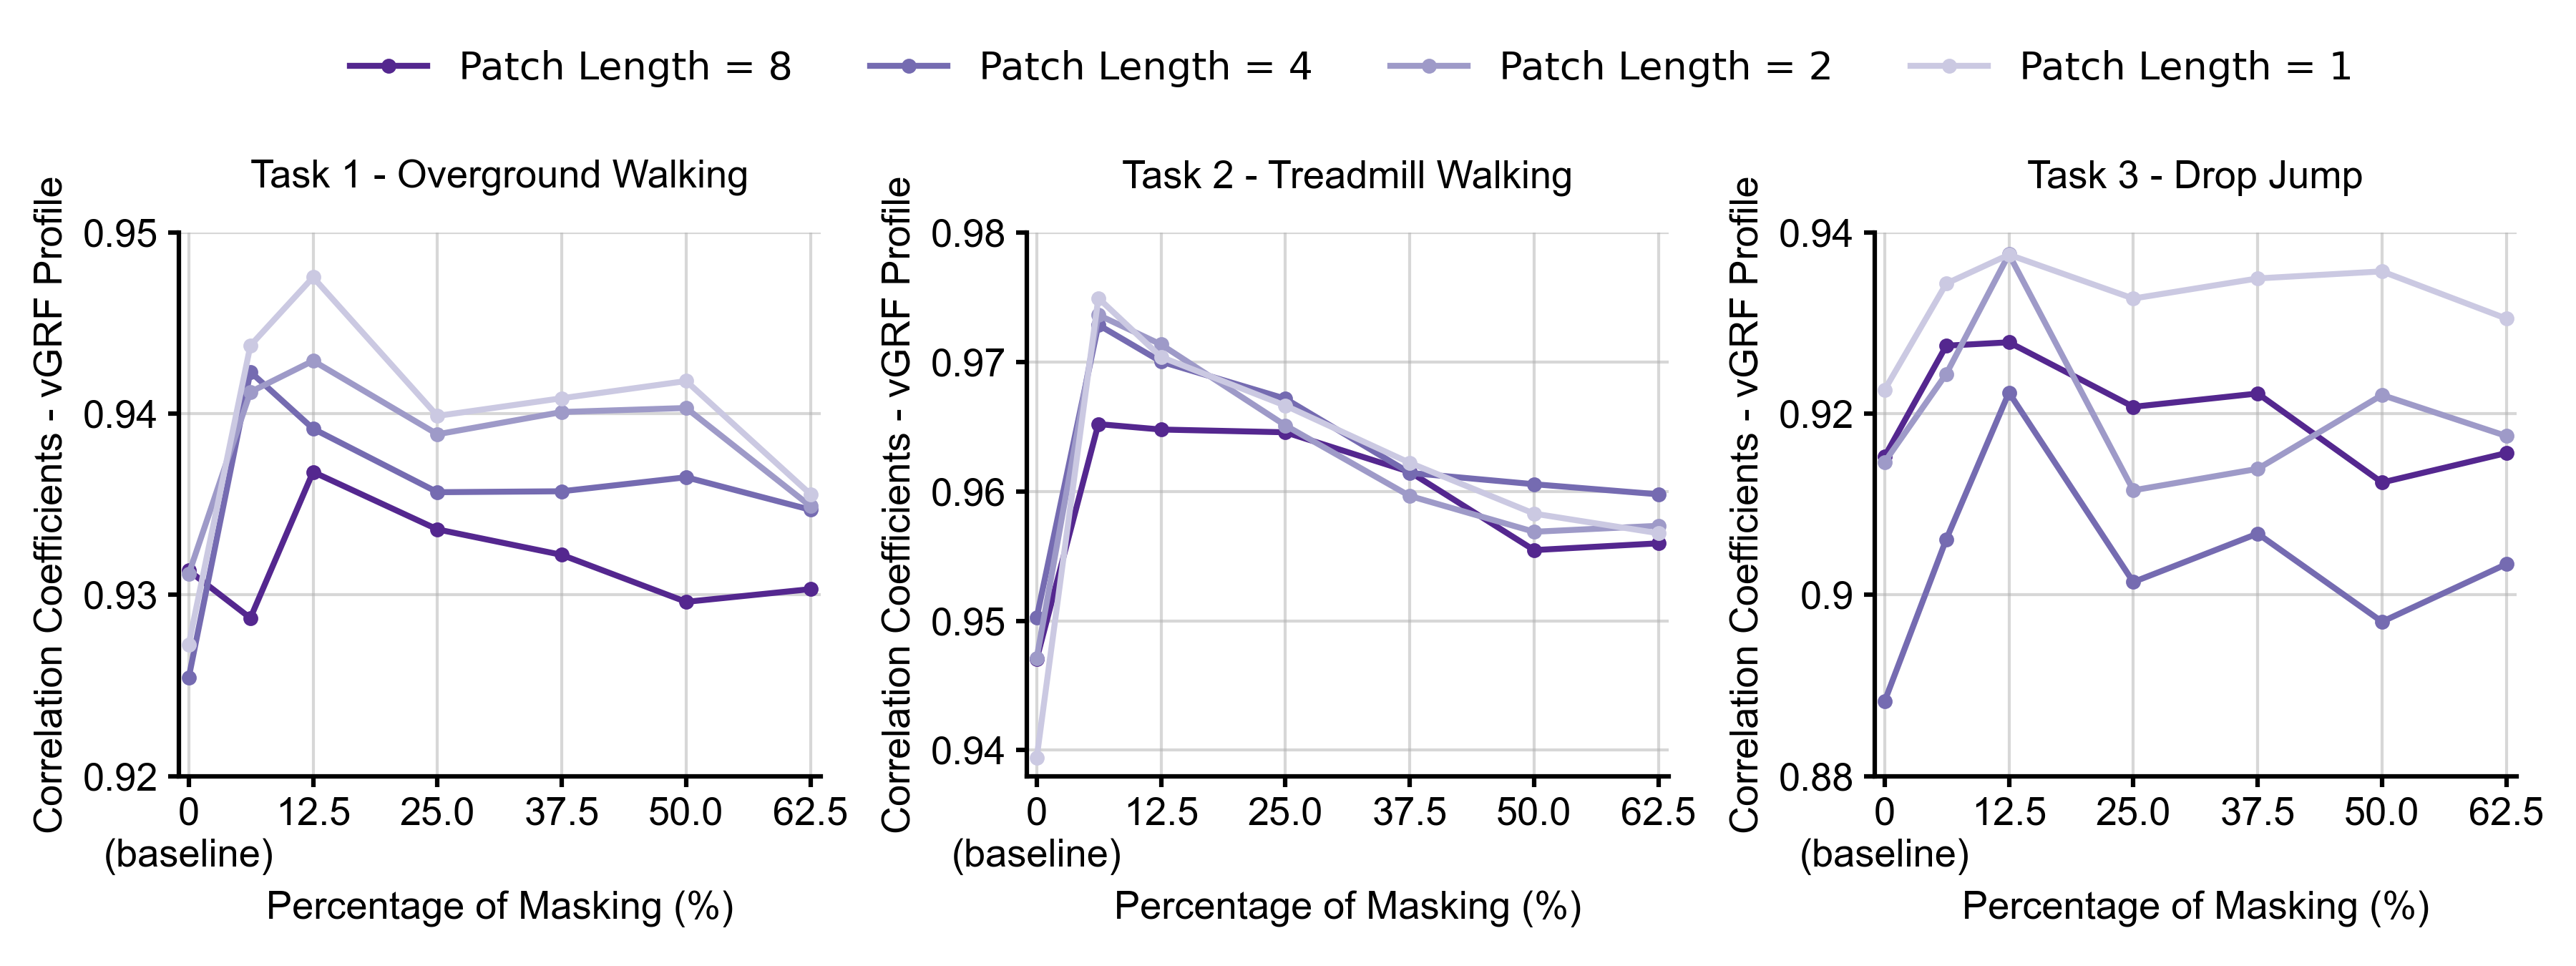 Patch Length = 8 Patch Length = 4 Patch Length = 2 Patch Length = 1
Task 1 - Overground Walking
Correlation Coefficients - vGRF Profile
0.95
0.94
0.93
0.92
0 12.5 25.0 37.5 50.0 62.5
(baseline)
Percentage of Masking (%)
Task 2 - Treadmill Walking
Correlation Coefficients - vGRF Profile
0.98
0.97
0.96
0.95
0.94
0 12.5 25.0 37.5 50.0 62.5
(baseline)
Percentage of Masking (%)
Task 3 - Drop Jump
Correlation Coefficients - vGRF Profile
0.94
0.92
0.9
0.88
0 12.5 25.0 37.5 50.0 62.5
(baseline)
Percentage of Masking (%)